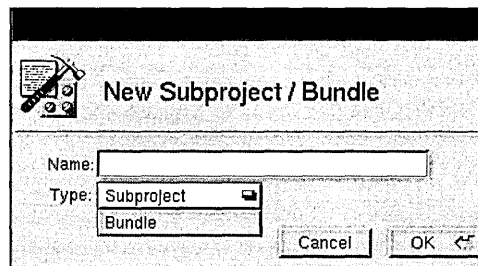 New Subproject / Bundle
Name:
Type: Subproject
Bundle
Cancel OK